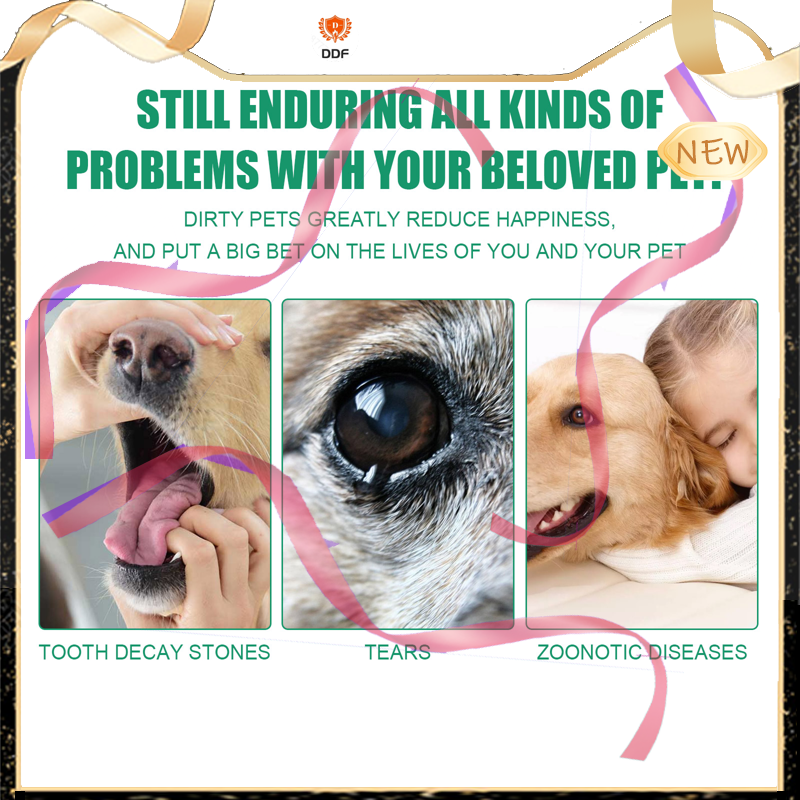 D
DDF
STILL ENDURING ALL KINDS OF
PROBLEMS WITH YOUR BELOVED
NEW
DIRTY PETS GREATLY REDUCE HAPPINESS,
AND PUT A BIG BET ON THE LIVES OF YOU AND YOUR PET
TOOTH DECAY STONES
TEARS
ZOONOTIC DISEASES